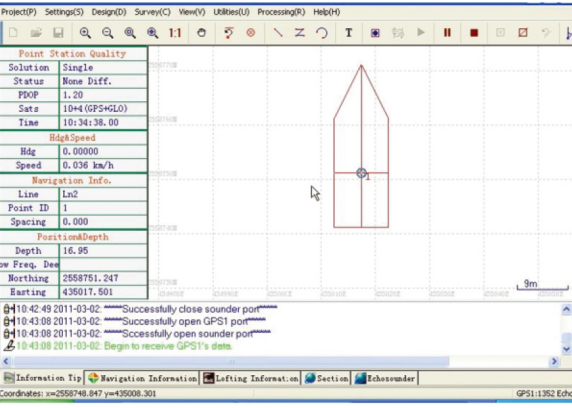 Project(P) Settings(S) Design(D) Survey(C) View(V) Utilities(U) Processing(R) Help(H)
1:1 T
Point Station Quality
Solution Single
Status None Diff.
PDOP 1.20
Sats 10+4(GPS+GLO)
Time 10:34:38.00
Hdg&Speed
Hdg 0.00000
Speed 0.036 km/h
Navigation Info.
Line Ln2
Point ID 1
Spacing 0.000
Position&Depth
Depth 16.95
ow Freq. Dee
Northing 2558751.247
Easting 435017.501
1
9m
10:42:49 2011-03-02: *****Successfully close sounder port*****
10:43:08 2011-03-02: *****Successfully open GPS1 port*****
10:43:08 2011-03-02: *****Sccessfully open sounder port*****
10:43:08 2011-03-02: Begin to receive GPS1's data.
Information Tip Navigation Information Lofting Information Section Echosounder
Coordinates: x=2558748.847 y=435008.301 GPS1:1352 Echo